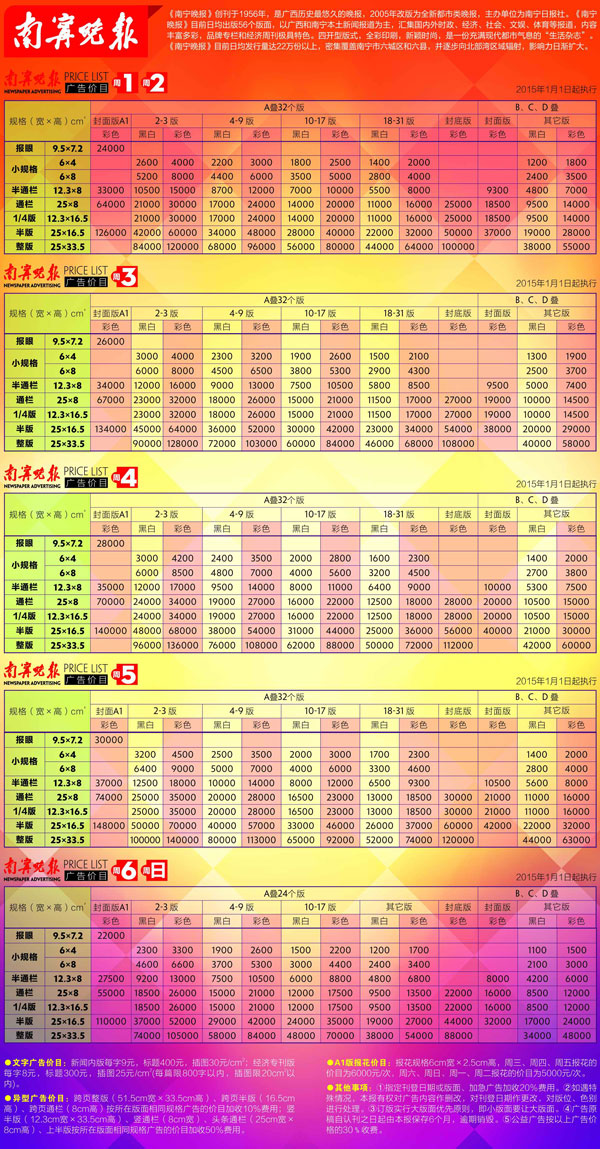 南宁晚报
《南宁晚报》创刊于1956年，是广西历史最悠久的晚报，2005年改版为全新都市类晚报，主办单位为南宁日报社。《南宁
晚报》目前日均出版56个版面，以广西和南宁本土新闻报道为主，汇集国内外时政、经济、社会、文娱、体育等报道，内容
丰富多彩，品牌专栏和经济周刊极具特色。四开型版式，全彩印刷，新颖时尚，是一份充满现代都市气息的“生活杂志”。
《南宁晚报》目前日均发行量达22万份以上，密集覆盖南宁市六城区和六县，并逐步向北部湾区域辐射，影响力日渐扩大。
南宁晚报 NEWSPAPER ADVERTISING PRICE LIST 广告价目 周1 周2 2015年1月1日起执行
A叠32个版 B、C、D叠
规格（宽×高）cm² 封面版A1 2-3 版 4-9 版 10-17 版 18-31 版 封底版 封面版 其它版
彩色 黑白 彩色 黑白 彩色 黑白 彩色 黑白 彩色 彩色 彩色 黑白 彩色
报眼 9.5×7.2 24000
小规格 6×4 2600 4000 2200 3000 1800 2500 1400 2000 1200 1800
6×8 5200 8000 4400 6000 3500 5000 2800 4000 2400 3500
半通栏 12.3×8 33000 10500 15000 8700 12000 7000 10000 5500 8000 9300 4800 7000
通栏 25×8 64000 21000 30000 17000 24000 14000 20000 11000 16000 25000 18500 9500 14000
1/4版 12.3×16.5 21000 30000 17000 24000 14000 20000 11000 16000 25000 18500 9500 14000
半版 25×16.5 126000 42000 60000 34000 48000 28000 40000 22000 32000 50000 37000 19000 28000
整版 25×33.5 84000 120000 68000 96000 56000 80000 44000 64000 100000 38000 55000
南宁晚报 NEWSPAPER ADVERTISING PRICE LIST 广告价目 周3 2015年1月1日起执行
A叠32个版 B、C、D叠
规格（宽×高）cm² 封面版A1 2-3 版 4-9 版 10-17 版 18-31 版 封底版 封面版 其它版
彩色 黑白 彩色 黑白 彩色 黑白 彩色 黑白 彩色 彩色 彩色 黑白 彩色
报眼 9.5×7.2 26000
小规格 6×4 3000 4000 2300 3200 1900 2600 1500 2100 1300 1900
6×8 6000 8000 4500 6500 3800 5300 2900 4300 2500 3700
半通栏 12.3×8 34000 12000 16000 9000 13000 7500 10500 5800 8500 9500 5000 7400
通栏 25×8 67000 23000 32000 18000 26000 15000 21000 11500 17000 27000 19000 10000 14500
1/4版 12.3×16.5 23000 32000 18000 26000 15000 21000 11500 17000 27000 19000 10000 14500
半版 25×16.5 134000 45000 64000 36000 52000 30000 42000 23000 34000 54000 38000 20000 29000
整版 25×33.5 90000 128000 72000 103000 60000 84000 46000 68000 108000 40000 58000
南宁晚报 NEWSPAPER ADVERTISING PRICE LIST 广告价目 周4 2015年1月1日起执行
A叠32个版 B、C、D叠
规格（宽×高）cm² 封面版A1 2-3 版 4-9 版 10-17 版 18-31 版 封底版 封面版 其它版
彩色 黑白 彩色 黑白 彩色 黑白 彩色 黑白 彩色 彩色 彩色 黑白 彩色
报眼 9.5×7.2 28000
小规格 6×4 3000 4200 2400 3500 2000 2800 1600 2300 1400 2000
6×8 6000 8500 4800 7000 4000 5600 3200 4500 2700 3800
半通栏 12.3×8 35000 12000 17000 9500 14000 8000 11000 6400 9000 10000 5300 7500
通栏 25×8 70000 24000 34000 19000 27000 16000 22000 12500 18000 28000 20000 10500 15000
1/4版 12.3×16.5 24000 34000 19000 27000 16000 22000 12500 18000 28000 20000 10500 15000
半版 25×16.5 140000 48000 68000 38000 54000 31000 44000 25000 36000 56000 40000 21000 30000
整版 25×33.5 96000 136000 76000 108000 62000 88000 50000 72000 112000 42000 60000
南宁晚报 NEWSPAPER ADVERTISING PRICE LIST 广告价目 周5 2015年1月1日起执行
A叠32个版 B、C、D叠
规格（宽×高）cm² 封面A1 2-3 版 4-9 版 10-17 版 18-31 版 封底版 封面版 其它版
彩色 黑白 彩色 黑白 彩色 黑白 彩色 黑白 彩色 彩色 彩色 黑白 彩色
报眼 9.5×7.2 30000
小规格 6×4 3200 4500 2500 3500 2000 3000 1700 2300 1400 2000
6×8 6400 9000 5000 7000 4000 6000 3300 4600 2800 4000
半通栏 12.3×8 37000 12500 18000 10000 14000 8000 12000 6500 9300 10500 5600 8000
通栏 25×8 74000 25000 35000 20000 28000 16500 23000 13000 18500 30000 21000 11000 16000
1/4版 12.3×16.5 25000 35000 20000 28000 16500 23000 13000 18500 30000 21000 11000 16000
半版 25×16.5 148000 50000 70000 40000 57000 33000 46000 26000 37000 60000 42000 22000 32000
整版 25×33.5 100000 140000 80000 113000 65000 92000 52000 74000 120000 44000 63000
南宁晚报 NEWSPAPER ADVERTISING PRICE LIST 广告价目 周6 周日 2015年1月1日起执行
A叠24个版 B、C、D叠
规格（宽×高）cm² 封面版A1 2-3 版 4-9 版 10-17 版 其它版 封底版 封面版 其它版
彩色 黑白 彩色 黑白 彩色 黑白 彩色 黑白 彩色 彩色 彩色 黑白 彩色
报眼 9.5×7.2 22000
小规格 6×4 2300 3300 1900 2600 1500 2200 1200 1700 1100 1500
6×8 4600 6600 3700 5300 3000 4400 2400 3400 2100 3000
半通栏 12.3×8 27500 9200 13000 7500 10500 6000 8800 4800 6800 8000 4200 6000
通栏 25×8 55000 18500 26000 15000 21000 12000 17500 9500 13500 22000 16000 8500 12000
1/4版 12.3×16.5 18500 26000 15000 21000 12000 17500 9500 13500 22000 16000 8500 12000
半版 25×16.5 110000 37000 52000 29000 42000 24000 35000 19000 27000 44000 32000 17000 24000
整版 25×33.5 74000 105000 58000 84000 48000 70000 38000 54000 88000 34000 48000
●文字广告价目：新闻内版每字9元，标题400元，插图30元/cm²；经济专刊版
每字8元，标题300元，插图25元/cm²(每篇限800字以内，插图限20cm²以
内)。
●异型广告价目：跨页整版（51.5cm宽×33.5cm高）、跨页半版（16.5cm
高）、跨页通栏（8cm高）按所在版面相同规格广告的价目加收10%费用；竖
半版（12.3cm宽×33.5cm高）、竖通栏（8cm宽）、头条通栏（25cm宽×
8cm高）、上半版按所在版面相同规格广告的价目加收50%费用。
●A1版报花价目：报花规格6cm宽×2.5cm高，周三、周四、周五报花的
价目为6000元/次，周六、周日、周一、周二报花的价目为5000元/次。
●其他事项：①指定刊登日期或版面、加急广告加收20%费用。②如遇特
殊情况，本报有权对广告内容作删改，对刊登日期作更改，对版位、色别
进行处理。③订版实行大版面优先原则，即小版面要让大版面。④广告原
稿自认刊之日起由本报保存6个月，逾期销毁。⑤公益广告按以上广告价
格的30％收费。